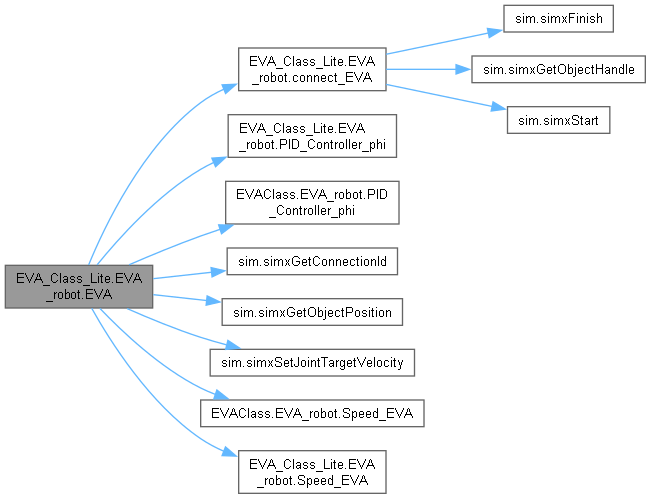 EVA_Class_Lite.EVA
_robot.EVA
EVA_Class_Lite.EVA
_robot.connect_EVA
sim.simxFinish
sim.simxGetObjectHandle
sim.simxStart
EVA_Class_Lite.EVA
_robot.PID_Controller_phi
EVAClass.EVA_robot.PID
_Controller_phi
sim.simxGetConnectionId
sim.simxGetObjectPosition
sim.simxSetJointTargetVelocity
EVAClass.EVA_robot.Speed_EVA
EVA_Class_Lite.EVA
_robot.Speed_EVA